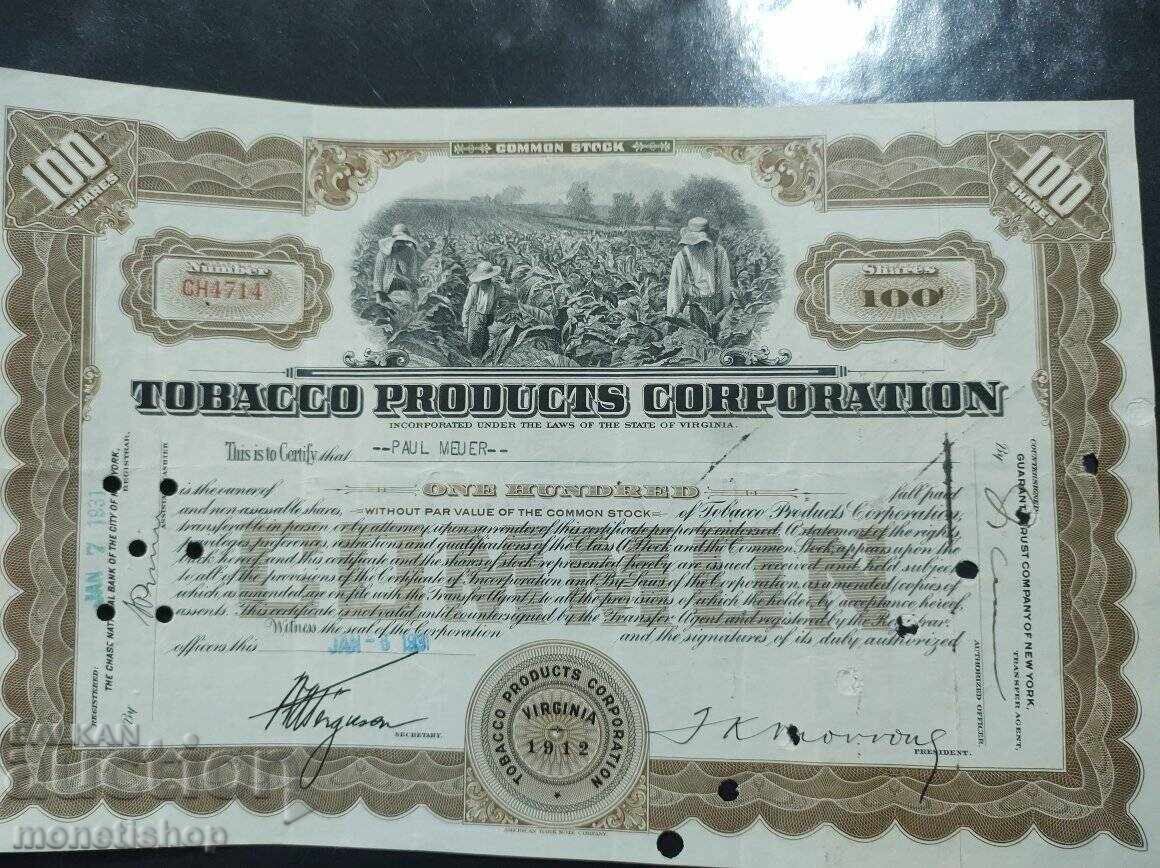 COMMON STOCK
100
SHARES
100
SHARES
Number
CH4714
Shares
100
TOBACCO PRODUCTS CORPORATION
INCORPORATED UNDER THE LAWS OF THE STATE OF VIRGINIA.
This is to Certify that --PAUL MEUER--
is the owner of ONE HUNDRED full paid
and non-assessable shares, WITHOUT PAR VALUE OF THE COMMON STOCK of Tobacco Products Corporation,
transferable in person or by attorney upon surrender of this certificate properly endorsed. A statement of the rights,
privileges, preferences, restrictions and qualifications of the Class A Stock and the Common Stock appears upon the
back hereof and this certificate and the shares of stock represented hereby are issued, received and held subject
to all of the provisions of the Certificate of Incorporation and By-Laws of the Corporation as amended, copies of
which as amended are on file with the Transfer Agent, to all the provisions of which the holder, by acceptance hereof,
assents. This certificate is not valid until countersigned by the Transfer Agent and registered by the Registrar.
Witness the seal of the Corporation and the signatures of its duly authorized
officers this JAN -6 1931
SECRETARY.
PRESIDENT.
TOBACCO PRODUCTS CORPORATION
VIRGINIA
1912
AMERICAN BANK NOTE COMPANY.
REGISTERED:
JAN 7 1931
THE CHASE NATIONAL BANK OF THE CITY OF NEW YORK,
REGISTRAR,
By
COUNTERSIGNED:
GUARANTY TRUST COMPANY OF NEW YORK,
TRANSFER AGENT,
By
AUTHORIZED OFFICER.
BALKAN
auction
monetishop